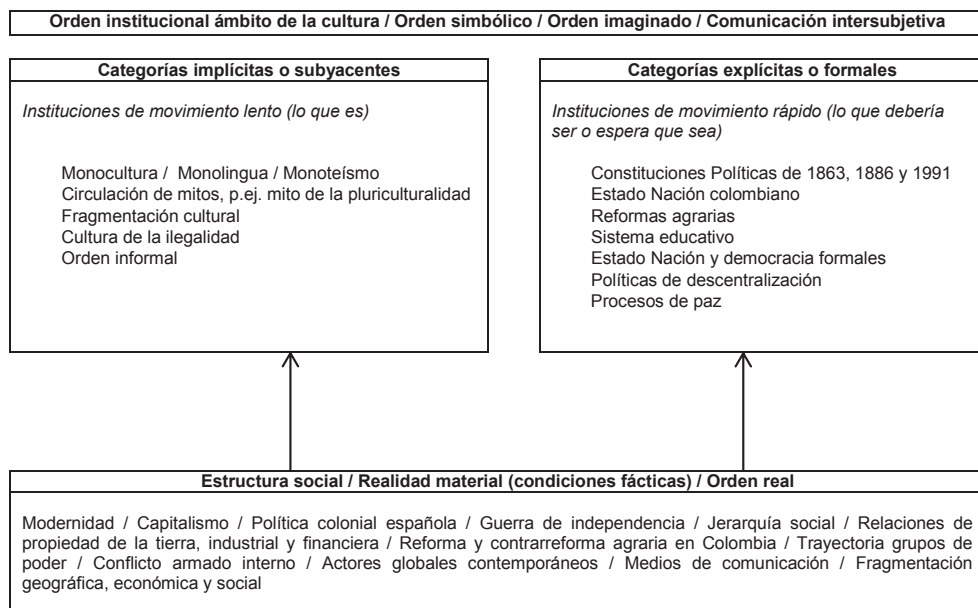 Orden institucional ámbito de la cultura / Orden simbólico / Orden imaginado / Comunicación intersubjetiva
Categorías implícitas o subyacentes
Instituciones de movimiento lento (lo que es)
Monocultura / Monolingua / Monoteísmo
Circulación de mitos, p.ej. mito de la pluriculturalidad
Fragmentación cultural
Cultura de la ilegalidad
Orden informal
Categorías explícitas o formales
Instituciones de movimiento rápido (lo que debería
ser o espera que sea)
Constituciones Políticas de 1863, 1886 y 1991
Estado Nación colombiano
Reformas agrarias
Sistema educativo
Estado Nación y democracia formales
Políticas de descentralización
Procesos de paz
Estructura social / Realidad material (condiciones fácticas) / Orden real
Modernidad / Capitalismo / Política colonial española / Guerra de independencia / Jerarquía social / Relaciones de
propiedad de la tierra, industrial y financiera / Reforma y contrarreforma agraria en Colombia / Trayectoria grupos de
poder / Conflicto armado interno / Actores globales contemporáneos / Medios de comunicación / Fragmentación
geográfica, económica y social